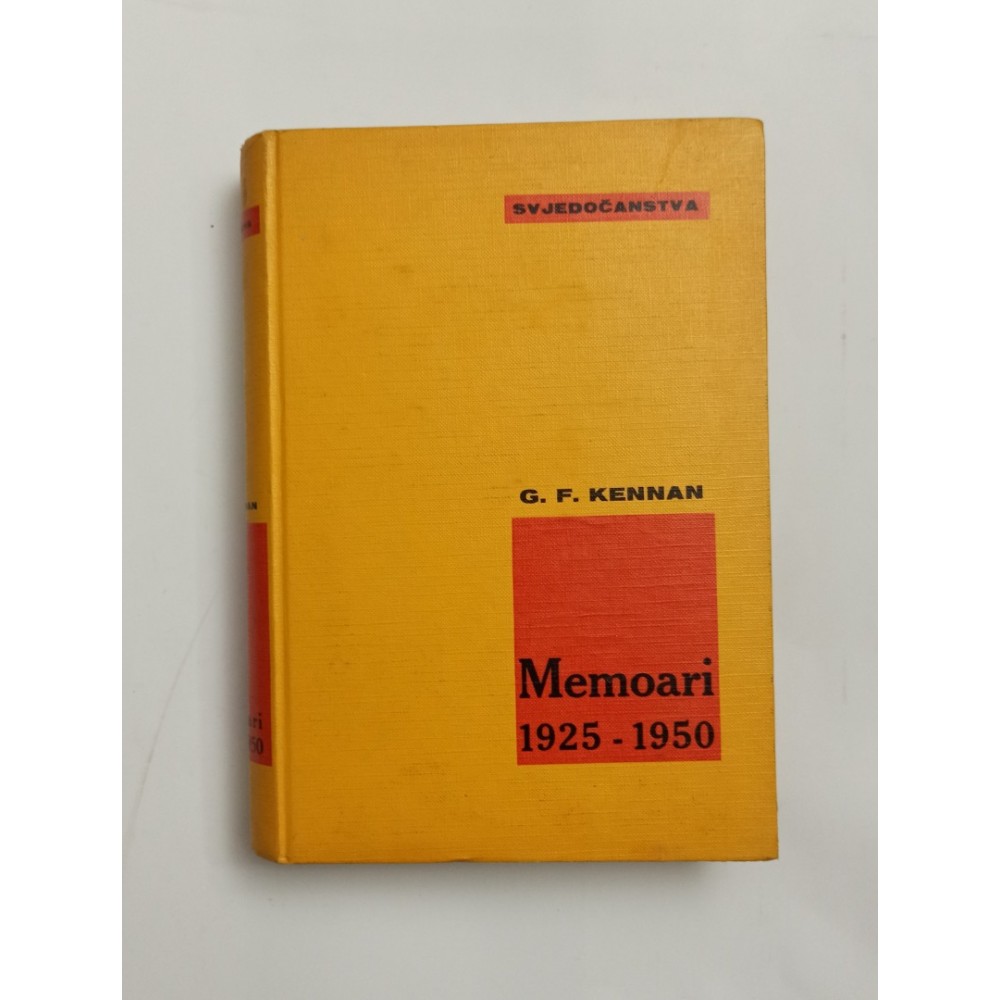 SVJEDOČANSTVA
G. F. KENNAN
Memoari
1925 - 1950